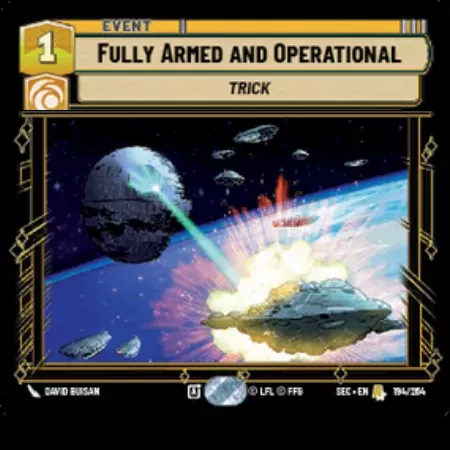 EVENT
1
FULLY ARMED AND OPERATIONAL
TRICK
DAVID BUISAN
A
© LFL © FFG
SEC • EN
194/264